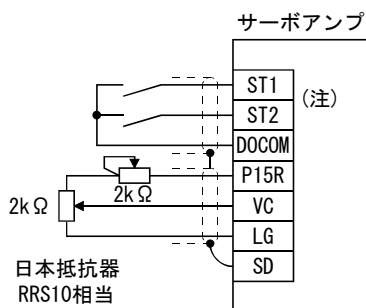 サーボアンプ
ST1
(注)
ST2
DOCOM
P15R
2kΩ
2kΩ
VC
LG
SD
日本抵抗器
RRS10相当